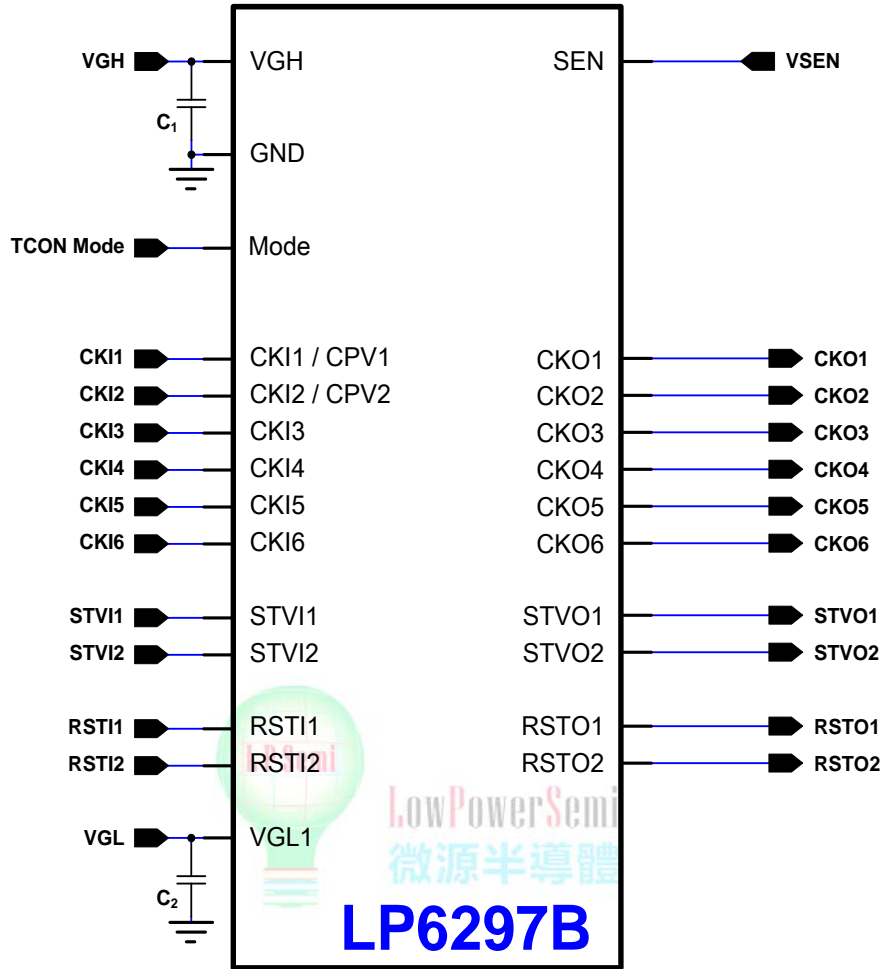 VGH VGH SEN VSEN
C₁
GND
TCON Mode Mode
CKI1 CKI1 / CPV1 CKO1 CKO1
CKI2 CKI2 / CPV2 CKO2 CKO2
CKI3 CKI3 CKO3 CKO3
CKI4 CKI4 CKO4 CKO4
CKI5 CKI5 CKO5 CKO5
CKI6 CKI6 CKO6 CKO6
STVI1 STVI1 STVO1 STVO1
STVI2 STVI2 STVO2 STVO2
RSTI1 RSTI1 RSTO1 RSTO1
RSTI2 RSTI2 RSTO2 RSTO2
LPSemi
LowPowerSemi
VGL VGL1
微源半導體
C₂
LP6297B